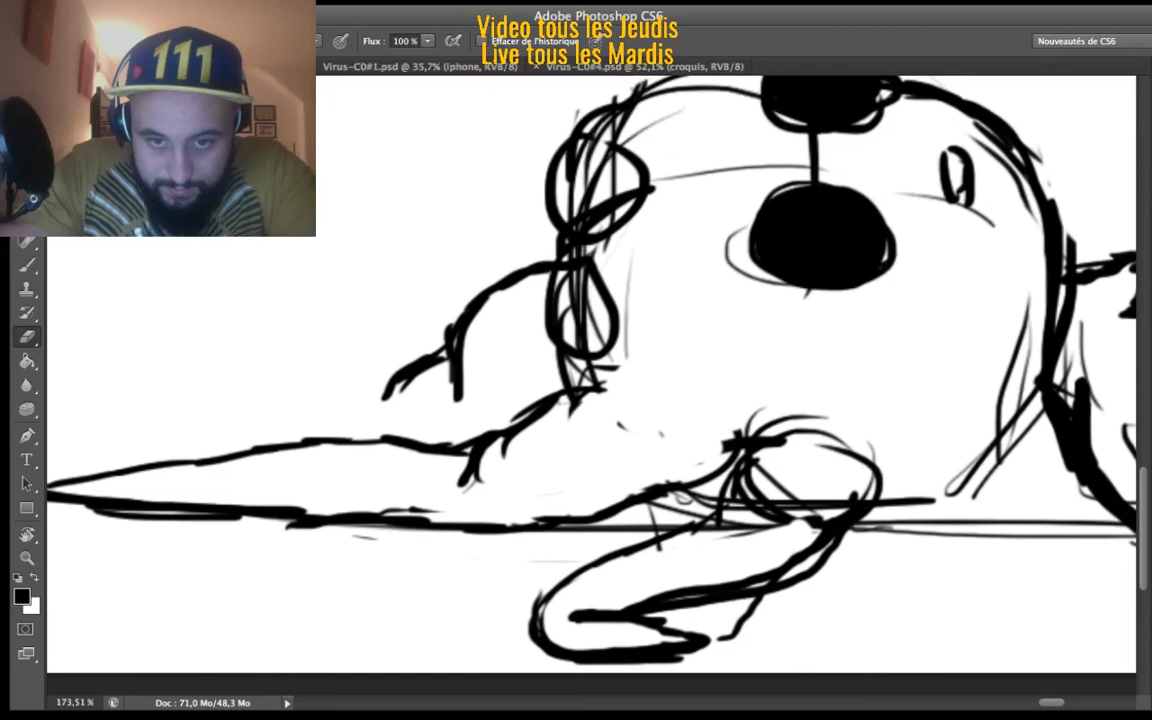 Adobe Photoshop CS6
Video tous les Jeudis
Live tous les Mardis
Flux : 100 % Effacer de l'historique
Nouveautés de CS6
Virus-C0#1.psd @ 35,7% (iphone, RVB/8) × Virus-C0#4.psd @ 52,1% (croquis, RVB/8)
111
T
173,51 % Doc : 71,0 Mo/48,3 Mo